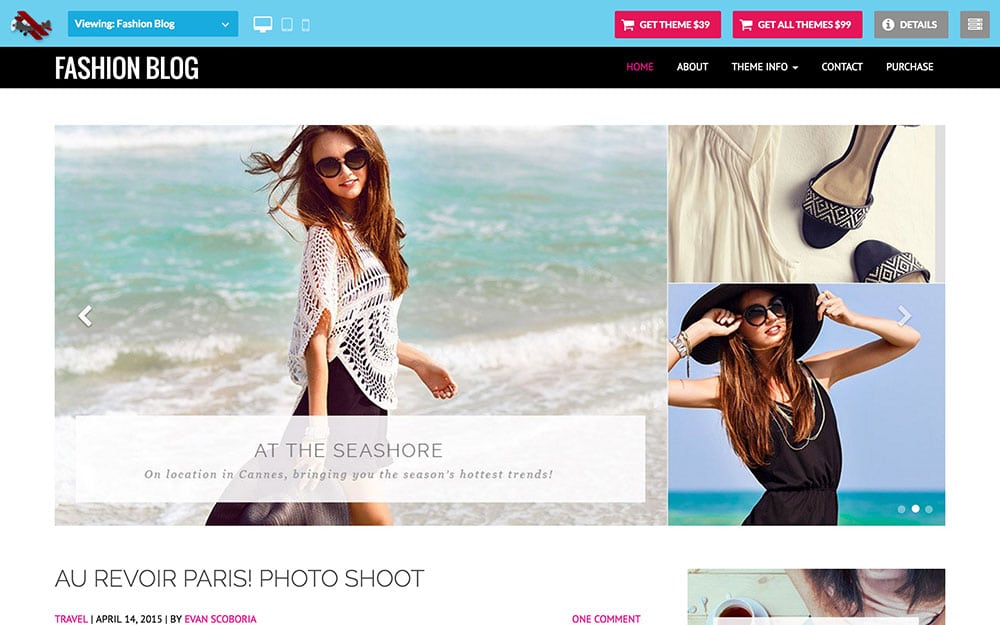 Viewing: Fashion Blog
GET THEME $39
GET ALL THEMES $99
DETAILS
FASHION BLOG
HOME
ABOUT
THEME INFO
CONTACT
PURCHASE
AT THE SEASHORE
On location in Cannes, bringing you the season's hottest trends!
AU REVOIR PARIS! PHOTO SHOOT
TRAVEL | APRIL 14, 2015 | BY EVAN SCOBORIA
ONE COMMENT